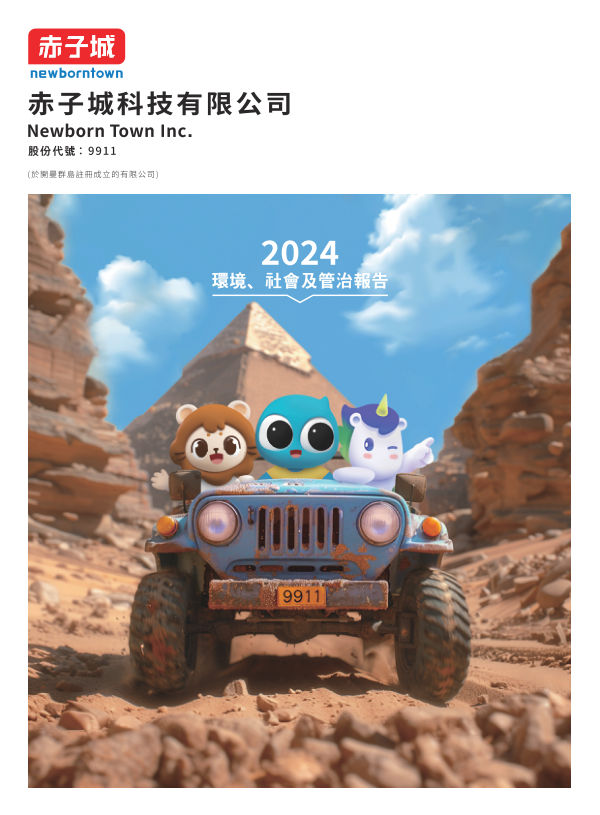 赤子城
newborntown
赤子城科技有限公司
Newborn Town Inc.
股份代號：9911
(於開曼群島註冊成立的有限公司)
2024
環境、社會及管治報告
9911